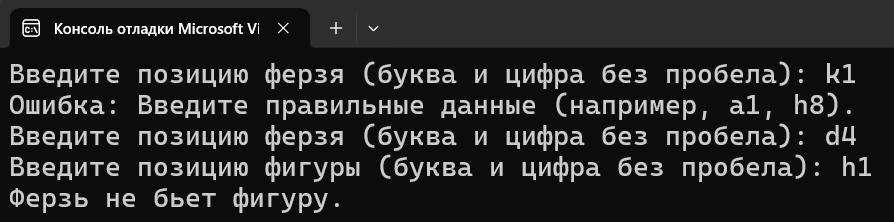 Консоль отладки Microsoft Vi
Введите позицию ферзя (буква и цифра без пробела): k1
Ошибка: Введите правильные данные (например, a1, h8).
Введите позицию ферзя (буква и цифра без пробела): d4
Введите позицию фигуры (буква и цифра без пробела): h1
Ферзь не бьет фигуру.